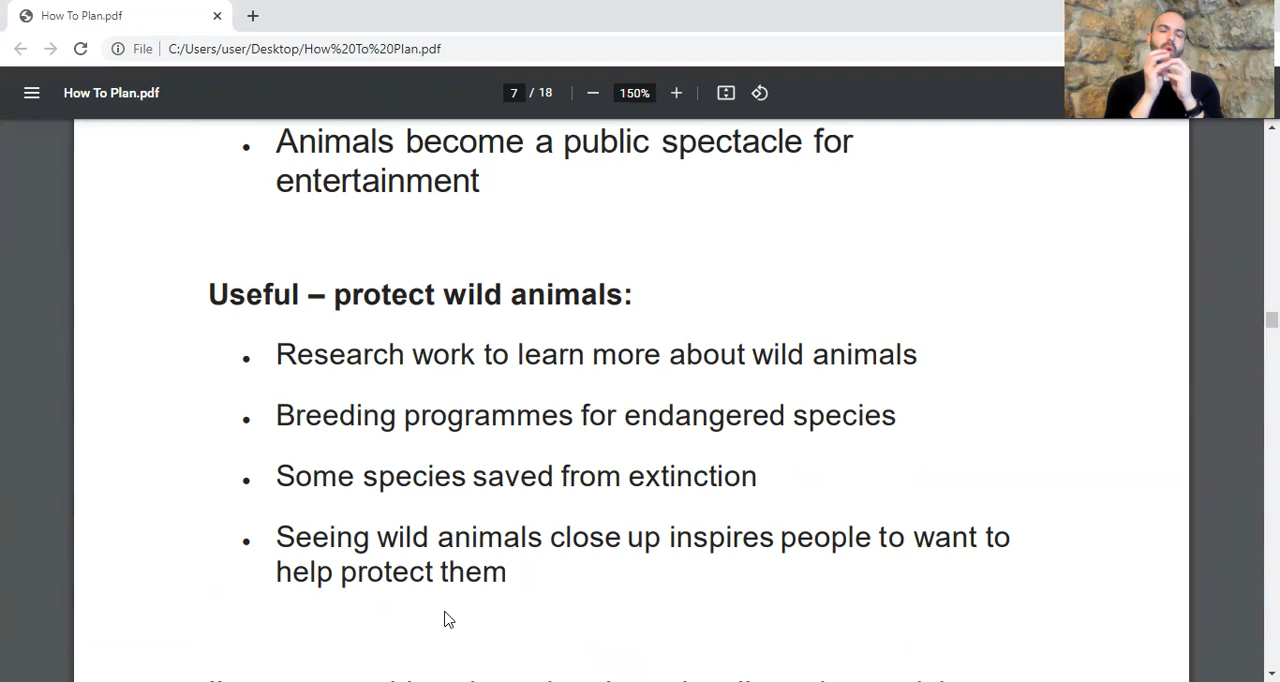 How To Plan.pdf
File
C:/Users/user/Desktop/How%20To%20Plan.pdf
How To Plan.pdf
7 / 18
150%
• Animals become a public spectacle for
entertainment
Useful – protect wild animals:
• Research work to learn more about wild animals
• Breeding programmes for endangered species
• Some species saved from extinction
• Seeing wild animals close up inspires people to want to
help protect them